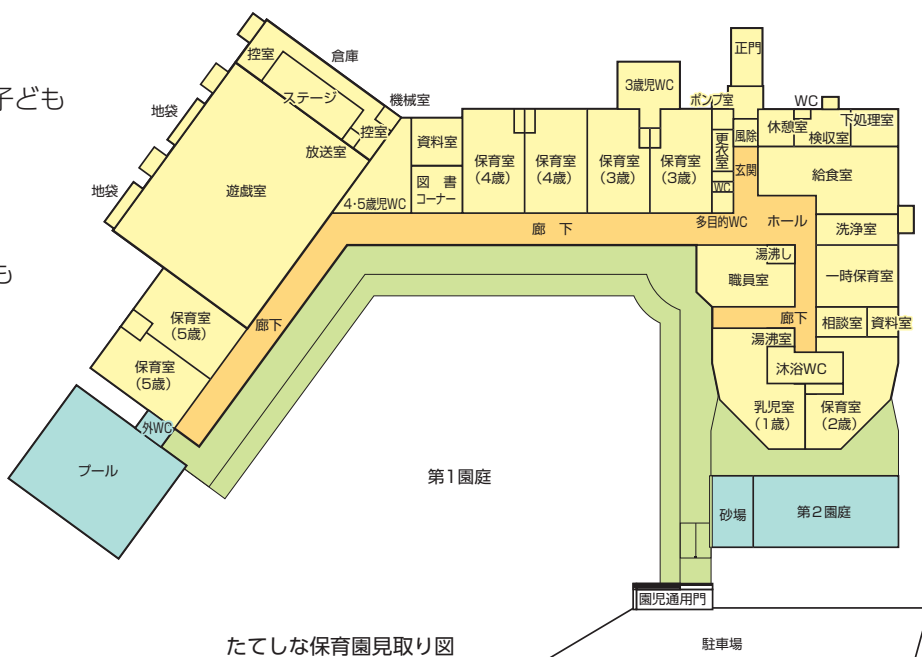 子ども
も
控室
倉庫
ステージ
機械室
控室
放送室
地袋
地袋
遊戯室
4・5歳児WC
資料室
図 書
コーナー
保育室
(4歳)
保育室
(4歳)
保育室
(3歳)
保育室
(3歳)
3歳児WC
ポンプ室
正門
風除
更衣室
WC
玄関
多目的WC
WC
休憩室
検収室
下処理室
給食室
ホール
洗浄室
廊 下
湯沸し
職員室
一時保育室
廊下
相談室
資料室
湯沸室
沐浴WC
乳児室
(1歳)
保育室
(2歳)
保育室
(5歳)
保育室
(5歳)
廊下
外WC
プール
第1園庭
砂場
第2園庭
園児通用門
たてしな保育園見取り図
駐車場